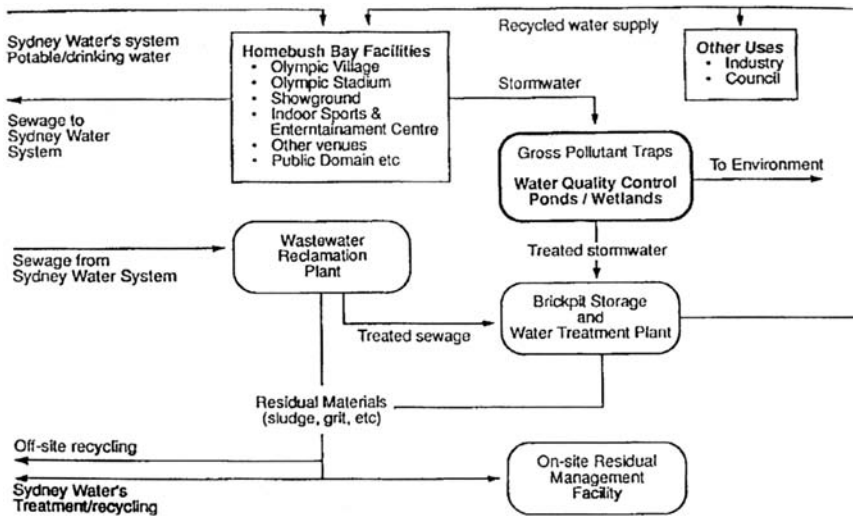 Sydney Water's system
Potable/drinking water
Sewage to
Sydney Water
System
Homebush Bay Facilities
• Olympic Village
• Olympic Stadium
• Showground
• Indoor Sports &
Enterntainament Centre
• Other venues
• Public Domain etc
Recycled water supply
Other Uses
• Industry
• Council
Stormwater
Gross Pollutant Traps
Water Quality Control
Ponds / Wetlands
To Environment
Treated stormwater
Sewage from
Sydney Water System
Wastewater
Reclamation
Plant
Treated sewage
Brickpit Storage
and
Water Treatment Plant
Residual Materials
(sludge, grit, etc)
Off-site recycling
Sydney Water's
Treatment/recycling
On-site Residual
Management
Facility